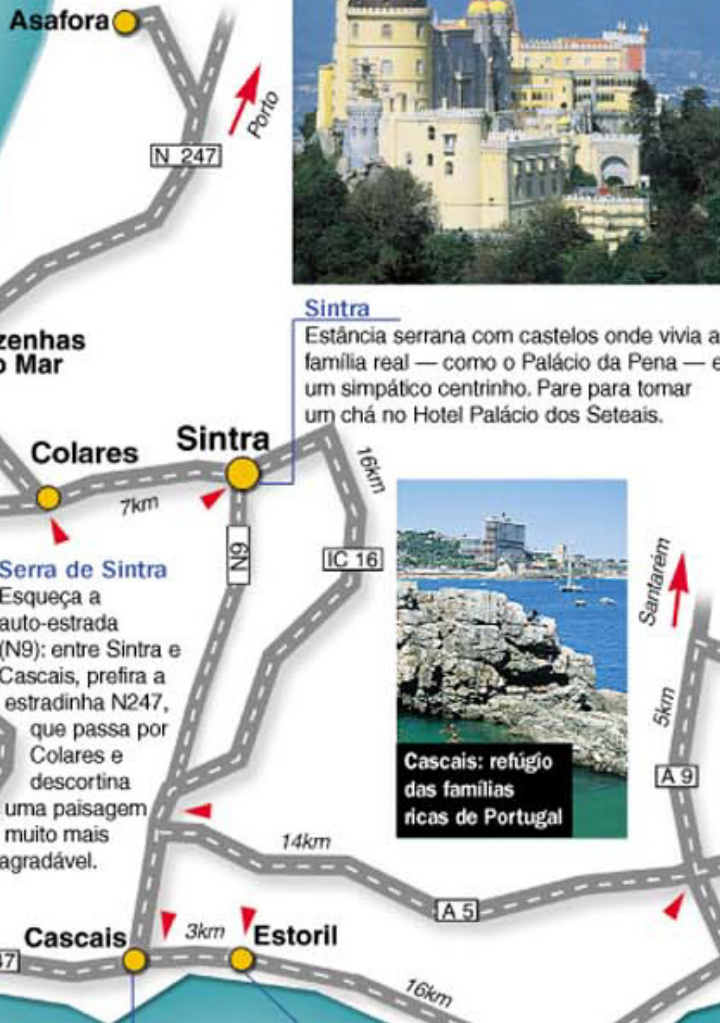 Asafora
Porto
N 247
Sintra
Estância serrana com castelos onde vivia a
família real — como o Palácio da Pena — e
um simpático centrinho. Pare para tomar
um chá no Hotel Palácio dos Seteais.
zenhas
o Mar
Sintra
Colares
16km
7km
N9
IC 16
Santarém
Serra de Sintra
Esqueça a
auto-estrada
(N9): entre Sintra e
Cascais, prefira a
estradinha N247,
que passa por
Colares e
descortina
uma paisagem
muito mais
agradável.
5km
A 9
Cascais: refúgio
das famílias
ricas de Portugal
14km
A 5
Cascais
3km
Estoril
47
16km